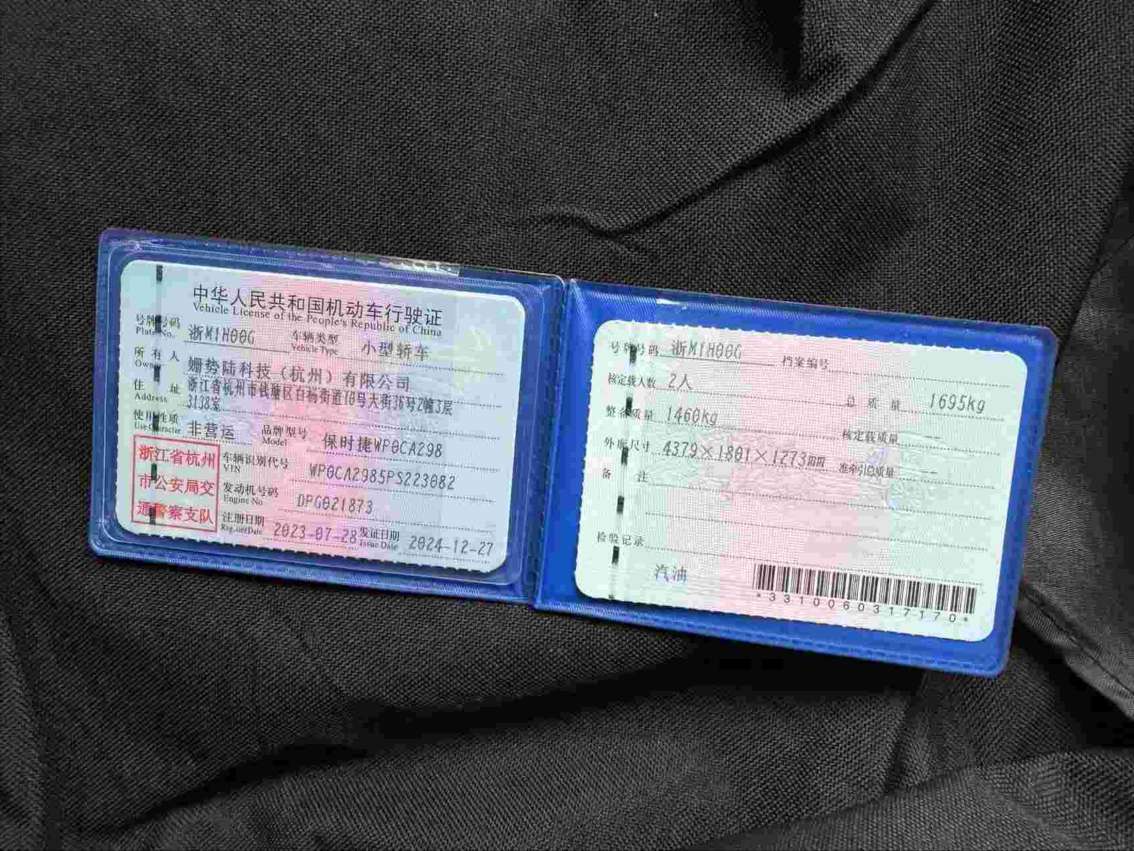 中华人民共和国机动车行驶证
Vehicle License of the People's Republic of China
号牌号码 浙M1H00G 车辆类型 小型轿车
Plate No. Vehicle Type
所有人 姗势陆科技（杭州）有限公司
Owner
住址 浙江省杭州市钱塘区白杨街道10号大街36号2幢3层
Address 3138室
使用性质 非营运 品牌型号 保时捷WP0CA298
Use Character Model
浙江省杭州
市公安局交
通警察支队
车辆识别代号 WP0CA2985PS223082
VIN
发动机号码 DPG021873
Engine No.
注册日期 2023-07-28 发证日期 2024-12-27
Register Date Issue Date
号牌号码 浙M1H00G 档案编号
核定载人数 2人 总质量 1695kg
整备质量 1460kg 核定载质量 --
外廓尺寸 4379×1801×1273mm 准牵引总质量 --
备注
检验记录
汽油
*3310060317170*